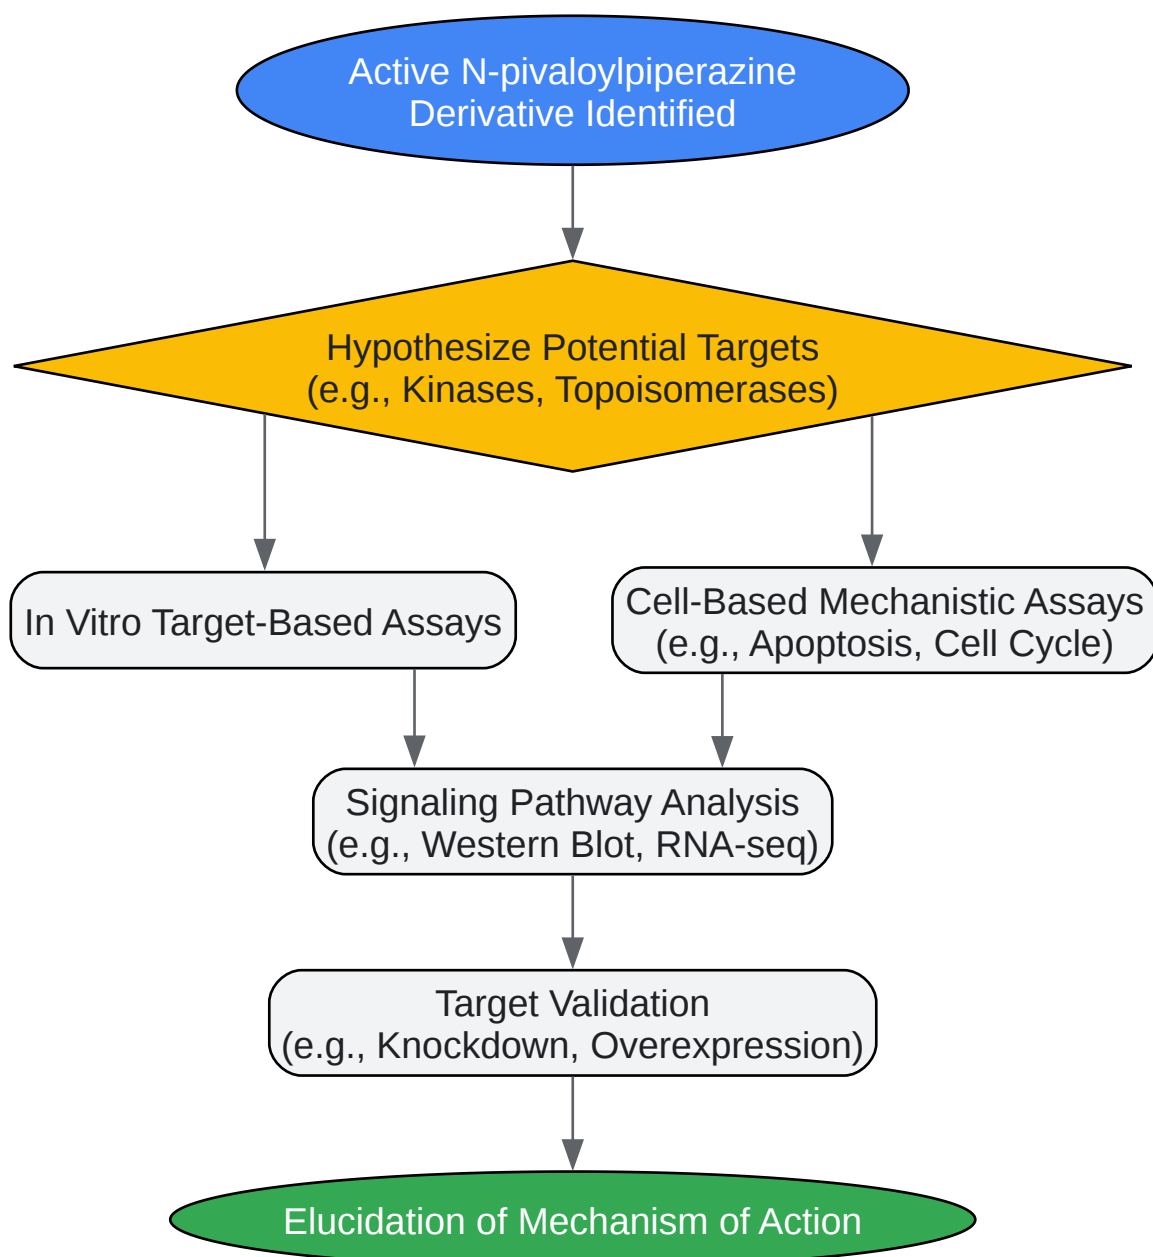 Active N-pivaloylpiperazine
Derivative Identified
Hypothesize Potential Targets
(e.g., Kinases, Topoisomerases)
In Vitro Target-Based Assays
Cell-Based Mechanistic Assays
(e.g., Apoptosis, Cell Cycle)
Signaling Pathway Analysis
(e.g., Western Blot, RNA-seq)
Target Validation
(e.g., Knockdown, Overexpression)
Elucidation of Mechanism of Action